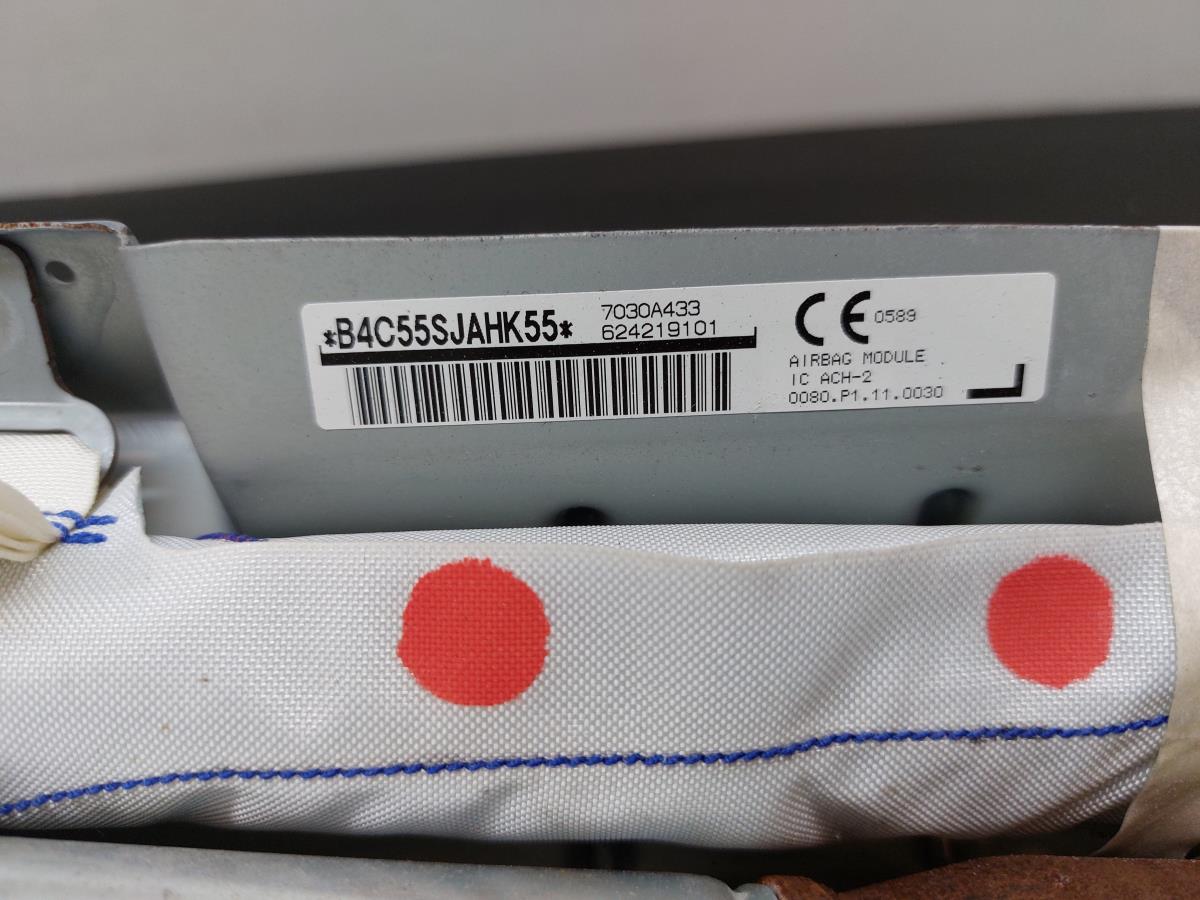 *B4C55SJAHK55*
7030A433
624219101
CE 0589
AIRBAG MODULE
IC ACH-2
0080.P1.11.0030